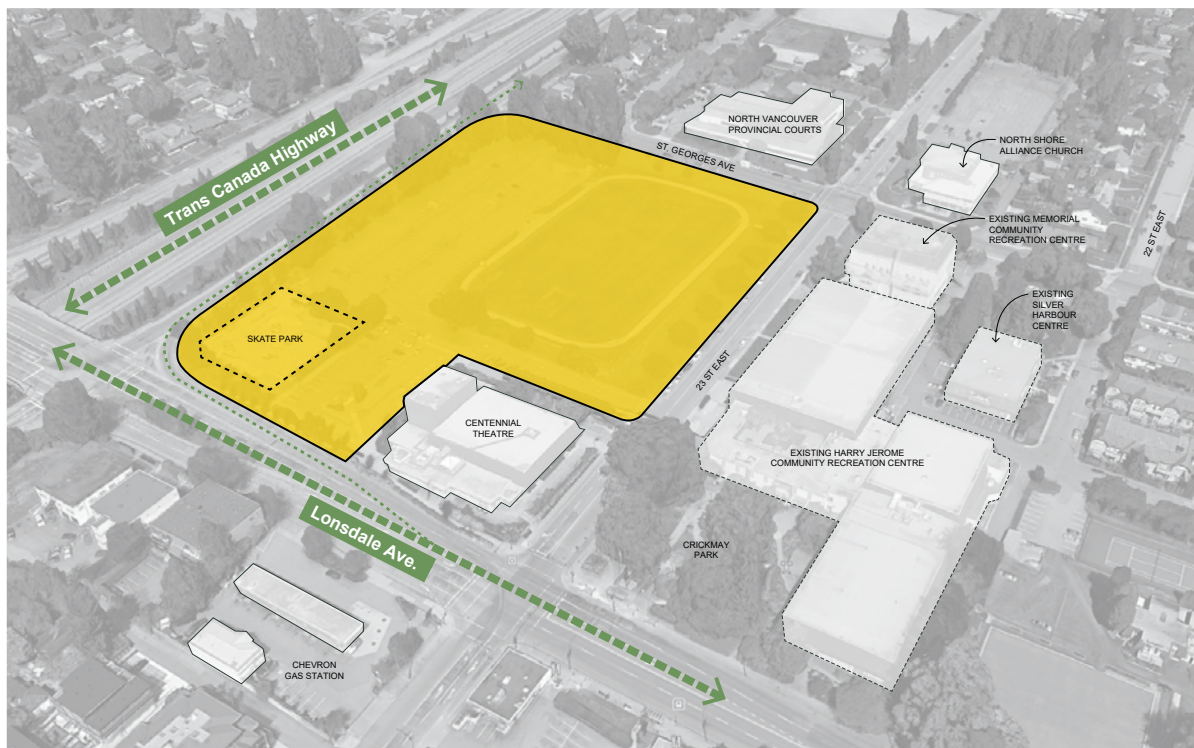 NORTH VANCOUVER
PROVINCIAL COURTS
Trans Canada Highway
ST. GEORGES AVE
NORTH SHORE
ALLIANCE CHURCH
EXISTING MEMORIAL
COMMUNITY
RECREATION CENTRE
22 ST EAST
EXISTING
SILVER
HARBOUR
CENTRE
SKATE PARK
23 ST EAST
CENTENNIAL
THEATRE
EXISTING HARRY JEROME
COMMUNITY RECREATION CENTRE
Lonsdale Ave.
CRICKMAY
PARK
CHEVRON
GAS STATION